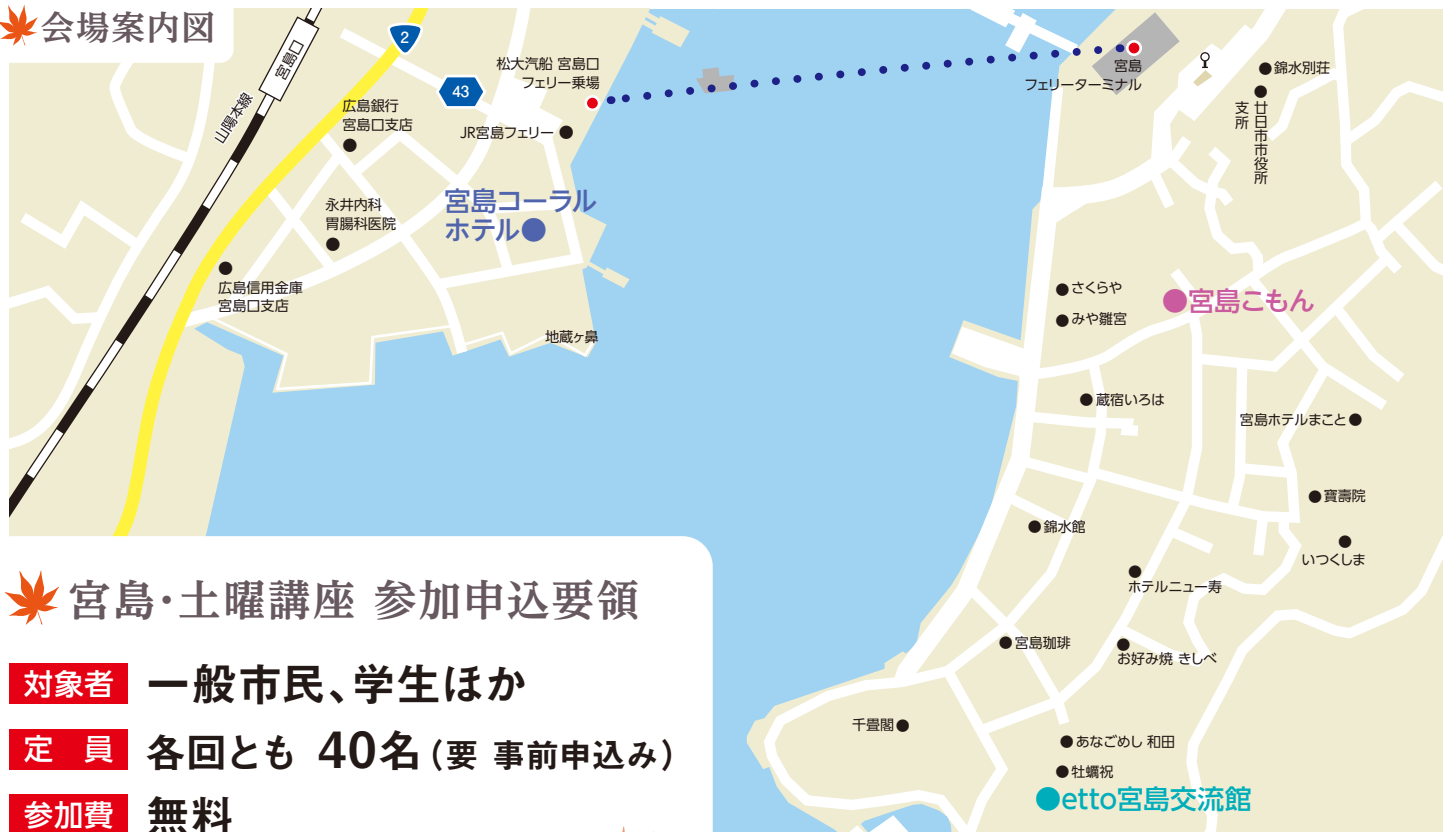 会場案内図
宮島口
山陽本線
2
43
松大汽船 宮島口
フェリー乗場
広島銀行
宮島口支店
JR宮島フェリー
永井内科
胃腸科医院
宮島コーラル
ホテル
広島信用金庫
宮島口支店
地蔵ヶ鼻
宮島
フェリーターミナル
錦水別荘
廿日市市役所
支所
さくらや
みや雛宮
宮島こもん
蔵宿いろは
宮島ホテルまこと
寶壽院
錦水館
いつくしま
ホテルニュー寿
宮島珈琲
お好み焼 きしべ
千畳閣
あなごめし 和田
牡蠣祝
etto宮島交流館
宮島・土曜講座 参加申込要領
対象者 一般市民、学生ほか
定 員 各回とも 40名(要 事前申込み)
参加費 無料